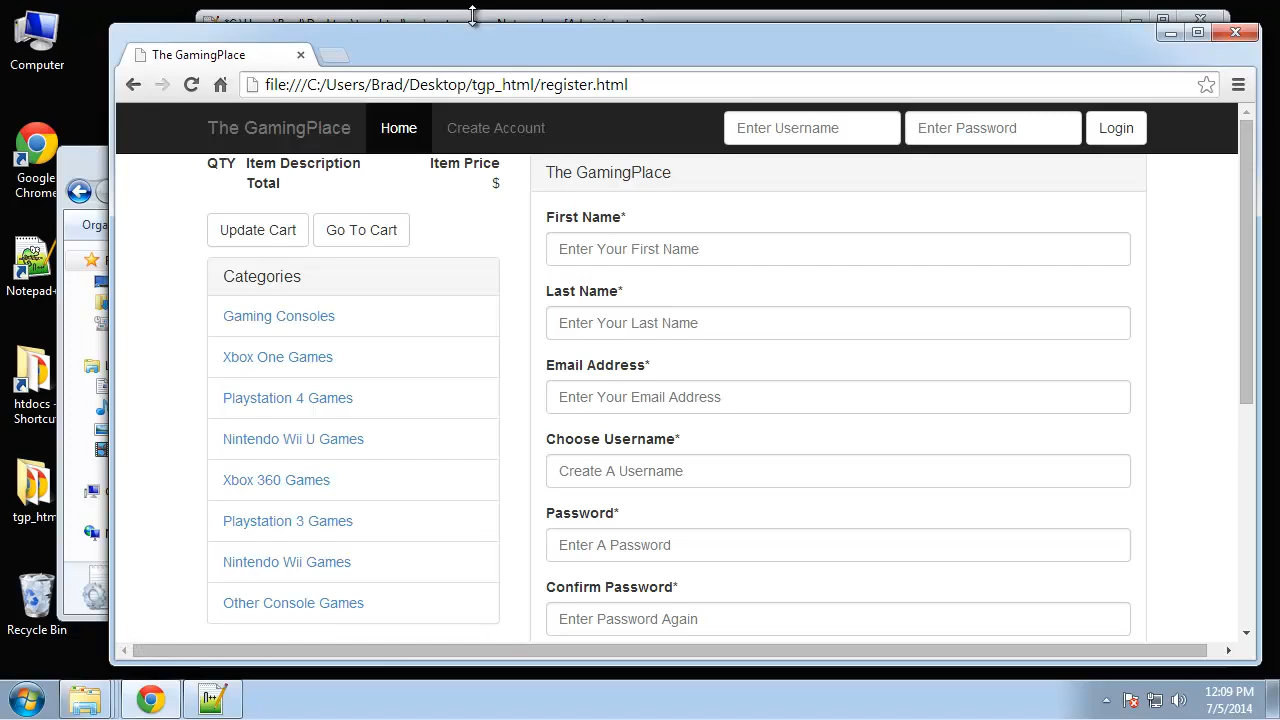 Computer
Google Chrome
Notepad+
htdocs - Shortcut
tgp_htm
Recycle Bin
Orga
The GamingPlace
file:///C:/Users/Brad/Desktop/tgp_html/register.html
The GamingPlace Home Create Account Enter Username Enter Password Login
QTY Item Description Item Price
Total $
Update Cart Go To Cart
Categories
Gaming Consoles
Xbox One Games
Playstation 4 Games
Nintendo Wii U Games
Xbox 360 Games
Playstation 3 Games
Nintendo Wii Games
Other Console Games
The GamingPlace
First Name*
Enter Your First Name
Last Name*
Enter Your Last Name
Email Address*
Enter Your Email Address
Choose Username*
Create A Username
Password*
Enter A Password
Confirm Password*
Enter Password Again
12:09 PM
7/5/2014